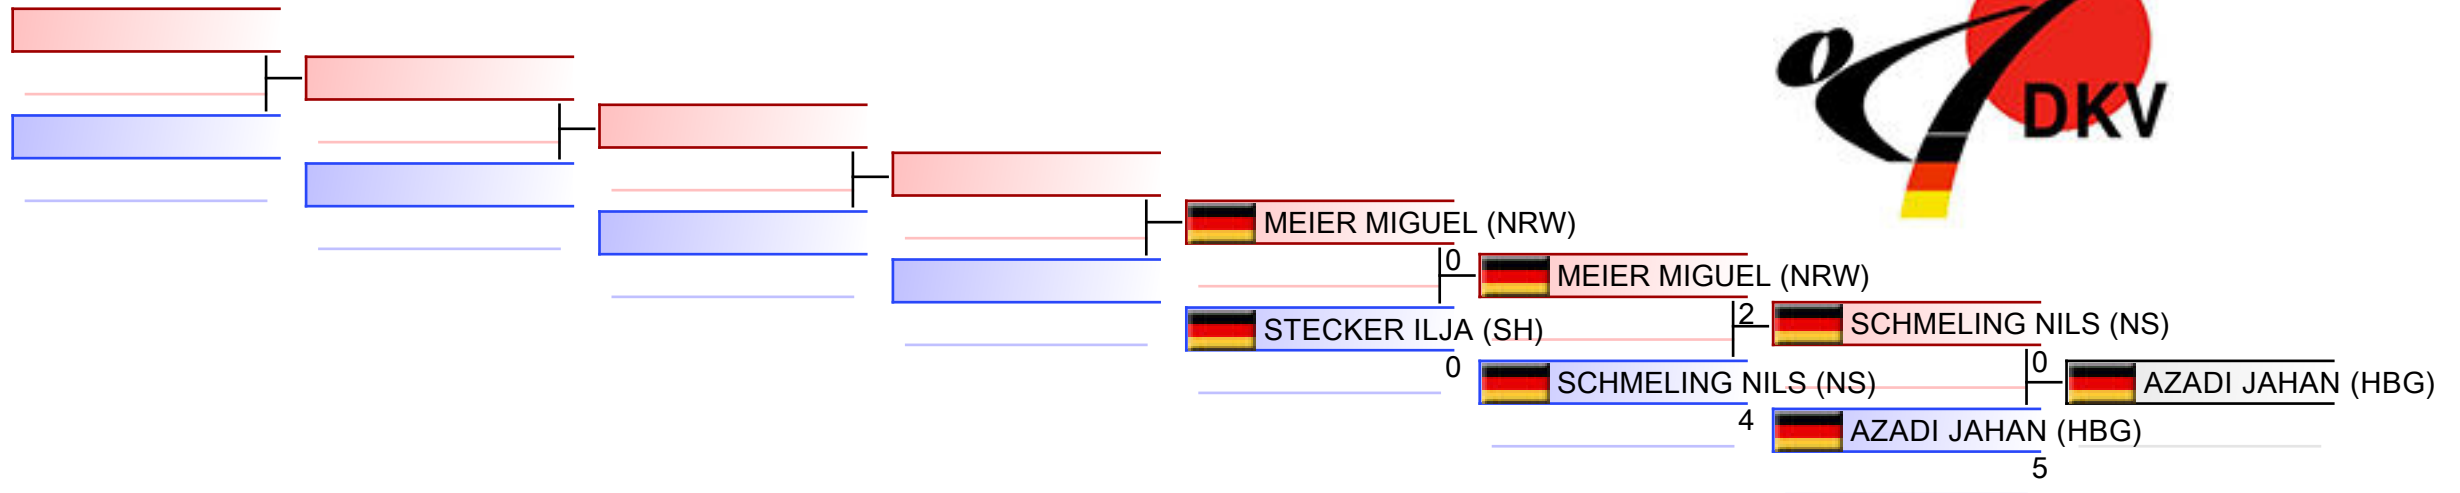 DKV
MEIER MIGUEL (NRW)
0
MEIER MIGUEL (NRW)
STECKER ILJA (SH)
0
2
SCHMELING NILS (NS)
SCHMELING NILS (NS)
4
0
AZADI JAHAN (HBG)
AZADI JAHAN (HBG)
5